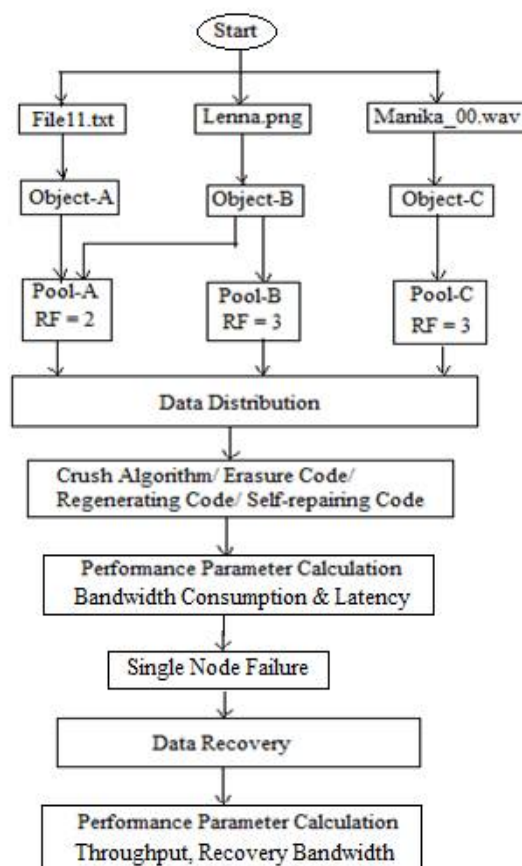 Start
File11.txt
Lenna.png
Manika_00.wav
Object-A
Object-B
Object-C
Pool-A
RF = 2
Pool-B
RF = 3
Pool-C
RF = 3
Data Distribution
Crush Algorithm/ Erasure Code/
Regenerating Code/ Self-repairing Code
Performance Parameter Calculation
Bandwidth Consumption & Latency
Single Node Failure
Data Recovery
Performance Parameter Calculation
Throughput, Recovery Bandwidth